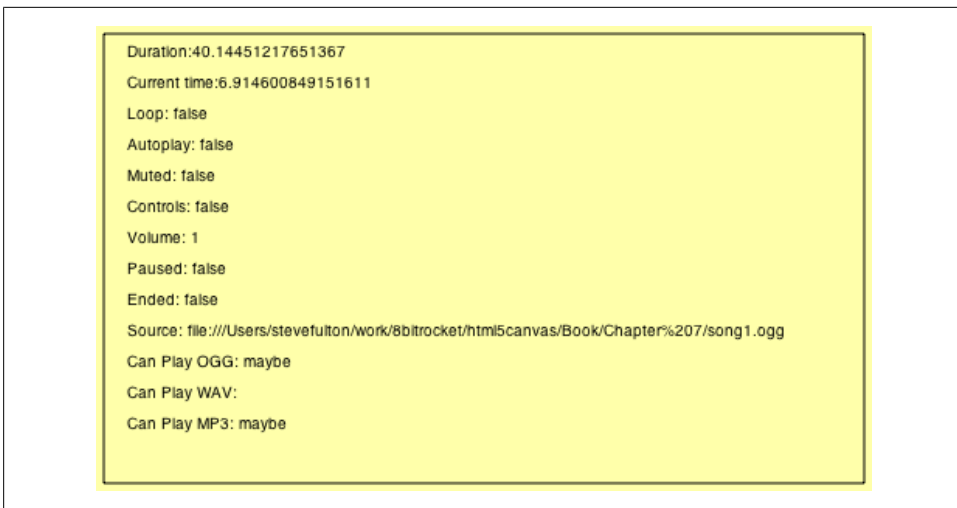 Duration:40.14451217651367
Current time:6.914600849151611
Loop: false
Autoplay: false
Muted: false
Controls: false
Volume: 1
Paused: false
Ended: false
Source: file:///Users/stevefulton/work/8bitrocket/html5canvas/Book/Chapter%207/song1.ogg
Can Play OGG: maybe
Can Play WAV:
Can Play MP3: maybe